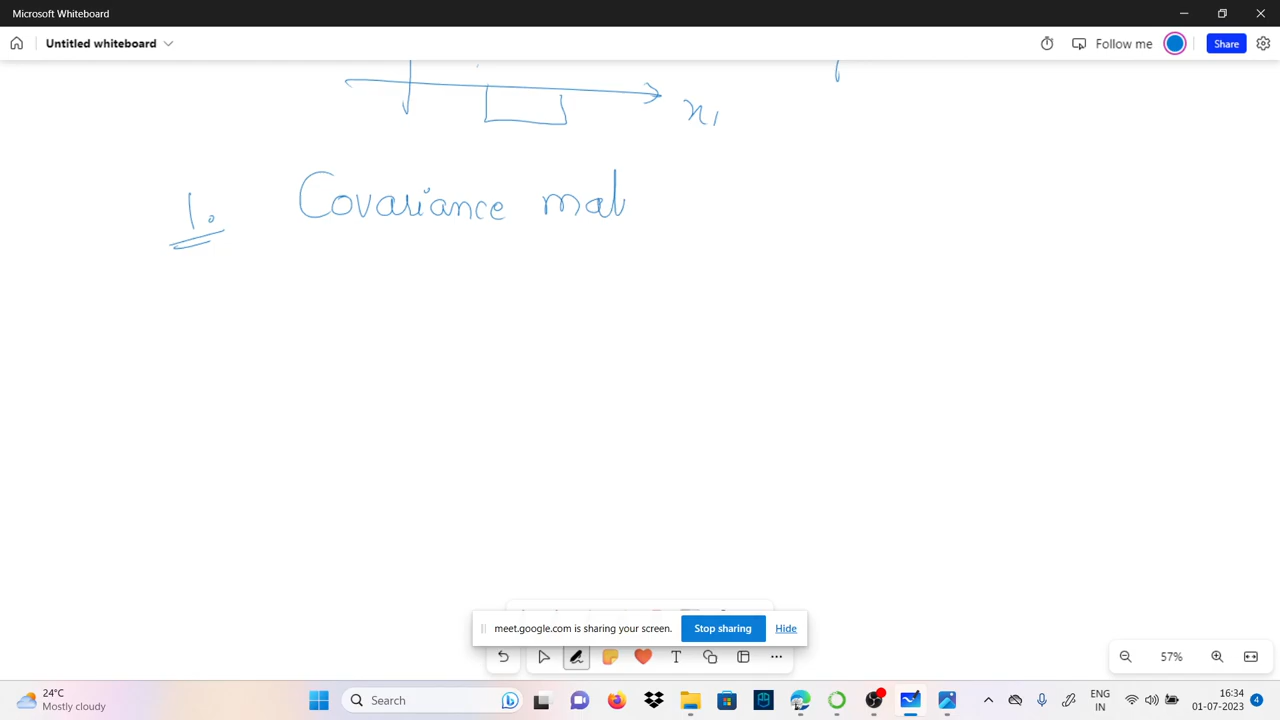 Microsoft Whiteboard
Untitled whiteboard
Follow me
Share
x1
1. Covariance mat
meet.google.com is sharing your screen.
Stop sharing
Hide
57%
24°C
Mostly cloudy
Search
ENG
IN
16:34
01-07-2023
4